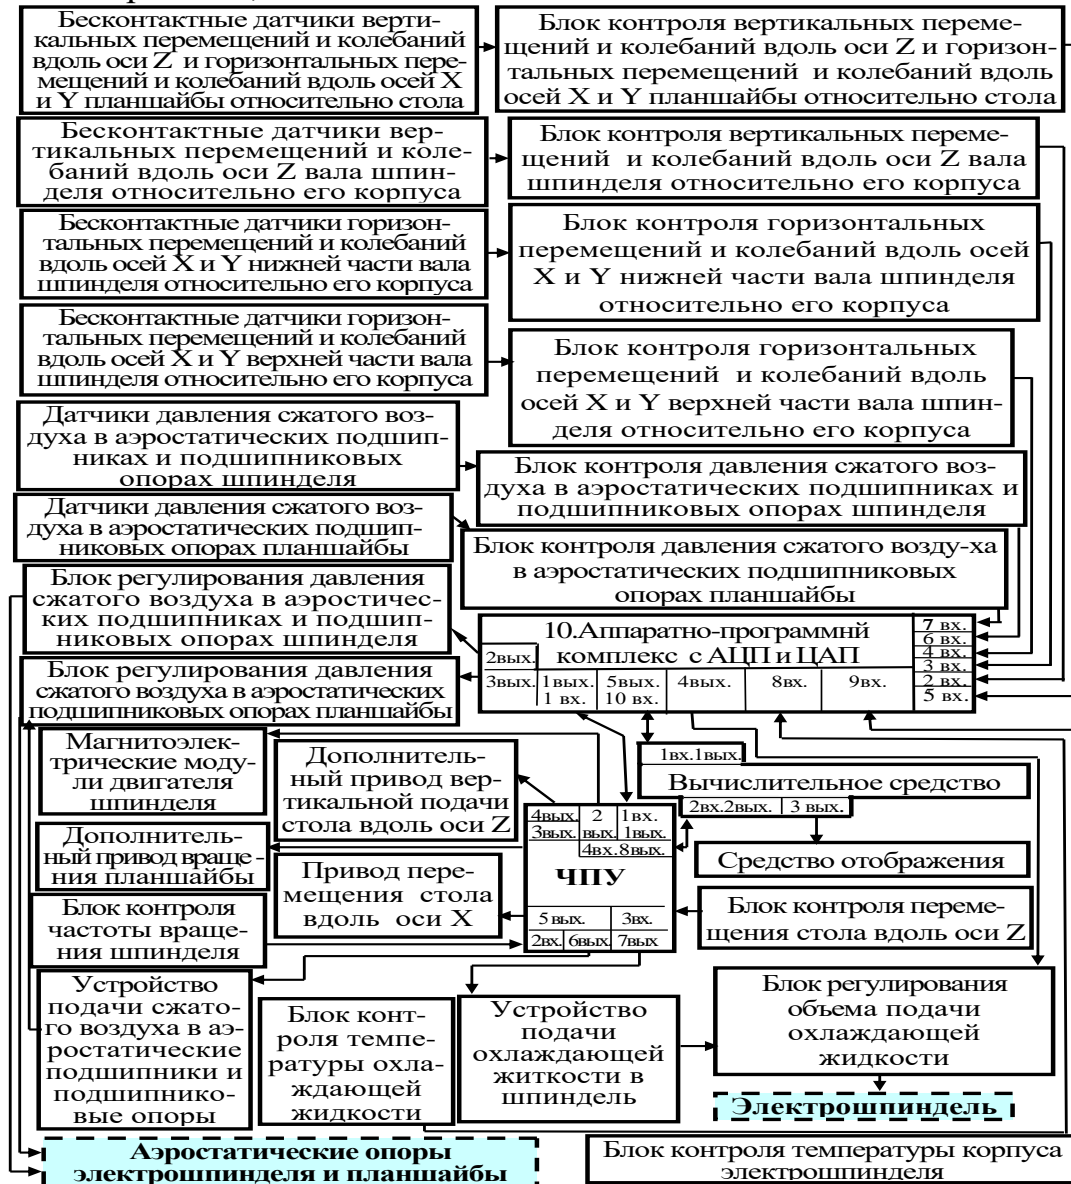 Бесконтактные датчики верти-
кальных перемещений и колебаний
вдоль оси Z и горизонтальных пере-
мещений и колебаний вдоль осей X
и Y планшайбы относительно стола
Блок контроля вертикальных переме-
щений и колебаний вдоль оси Z и горизон-
тальных перемещений и колебаний вдоль
осей X и Y планшайбы относительно стола
Бесконтактные датчики вер-
тикальных перемещений и коле-
баний вдоль оси Z вала шпин-
деля относительно его корпуса
Блок контроля вертикальных переме-
щений и колебаний вдоль оси Z вала
шпинделя относительно его корпуса
Бесконтактные датчики горизон-
тальных перемещений и колебаний
вдоль осей X и Y нижней части вала
шпинделя относительно его корпуса
Блок контроля горизонтальных
перемещений и колебаний вдоль осей
X и Y нижней части вала шпинделя
относительно его корпуса
Бесконтактные датчики горизон-
тальных перемещений и колебаний
вдоль осей X и Y верхней части вала
шпинделя относительно его корпуса
Блок контроля горизонтальных
перемещений и колебаний вдоль
осей X и Y верхней части вала шпин-
деля относительно его корпуса
Датчики давления сжатого воз-
духа в аэростатических подшип-
никах и подшипниковых
опорах шпинделя
Блок контроля давления сжатого воз-
духа в аэростатических подшипниках и
подшипниковых опорах шпинделя
Датчики давления сжатого воз-
духа в аэростатических подшип-
никовых опорах планшайбы
Блок контроля давления сжатого возду-ха
в аэростатических подшипниковых
опорах планшайбы
Блок регулирования давления
сжатого воздуха в аэростичес-
ких подшипниках и подшип-
никовых опорах шпинделя
10.Аппаратно-программнй
комплекс с АЦП и ЦАП
7 вх.
6 вх.
4 вх.
3 вх.
2 вх.
5 вх.
2вых.
3вых.
1вых.
1 вх.
5вых.
10 вх.
4вых.
8вх.
9вх.
Блок регулирования давления
сжатого воздуха в аэростатических
подшипниковых опорах планшайбы
Магнитоэлек-
трические моду-
ли двигателя
шпинделя
Дополнитель-
ный привод вер-
тикальной подачи
стола вдоль оси Z
1вх.1вых.
Вычислительное средство
2вх.2вых.
3 вых.
4вых.
3вых.
2
вых.
1вх.
1вых.
4вх.8вых.
ЧПУ
5 вых.
3вх.
2вх.
6вых.
7вых
Средство отображения
Дополнитель-
ный привод враще-
ния планшайбы
Привод пере-
мещения стола
вдоль оси X
Блок контроля переме-
щения стола вдоль оси Z
Блок контроля
частоты враще-
ния шпинделя
Устройство
подачи сжато-
го воздуха в аэ-
ростатические
подшипники и
подшипнико-
вые опоры
Блок конт-
роля темпе-
ратуры охла-
ждающей
жидкости
Устройство
подачи
охлаждающей
житкости в
шпиндель
Блок регулирования
объема подачи
охлаждающей
жидкости
Электрошпиндель
Аэростатические опоры
электрошпинделя и планшайбы
Блок контроля температуры корпуса
электрошпинделя